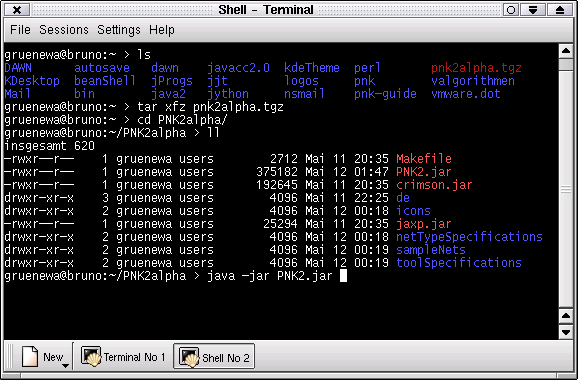 Shell - Terminal
File Sessions Settings Help
gruenewa@bruno:~ > ls
DAWN autosave dawn javacc2.0 kdeTheme perl pnk2alpha.tgz
KDesktop beanShell jProgs jjt logos pnk valgorithmen
Mail bin java2 jython nsmail pnk-guide vmware.dot
gruenewa@bruno:~ > tar xfz pnk2alpha.tgz
gruenewa@bruno:~ > cd PNK2alpha/
gruenewa@bruno:~/PNK2alpha > ll
insgesamt 620
-rwxr--r-- 1 gruenewa users 2712 Mai 11 20:35 Makefile
-rwxr--r-- 1 gruenewa users 375182 Mai 12 01:47 PNK2.jar
-rwxr--r-- 1 gruenewa users 192645 Mai 11 20:35 crimson.jar
drwxr-xr-x 3 gruenewa users 4096 Mai 11 22:25 de
drwxr-xr-x 2 gruenewa users 4096 Mai 12 00:18 icons
-rwxr--r-- 1 gruenewa users 25294 Mai 11 20:35 jaxp.jar
drwxr-xr-x 2 gruenewa users 4096 Mai 12 00:18 netTypeSpecifications
drwxr-xr-x 2 gruenewa users 4096 Mai 12 00:19 sampleNets
drwxr-xr-x 2 gruenewa users 4096 Mai 12 00:19 toolSpecifications
gruenewa@bruno:~/PNK2alpha > java -jar PNK2.jar
New Terminal No 1 Shell No 2